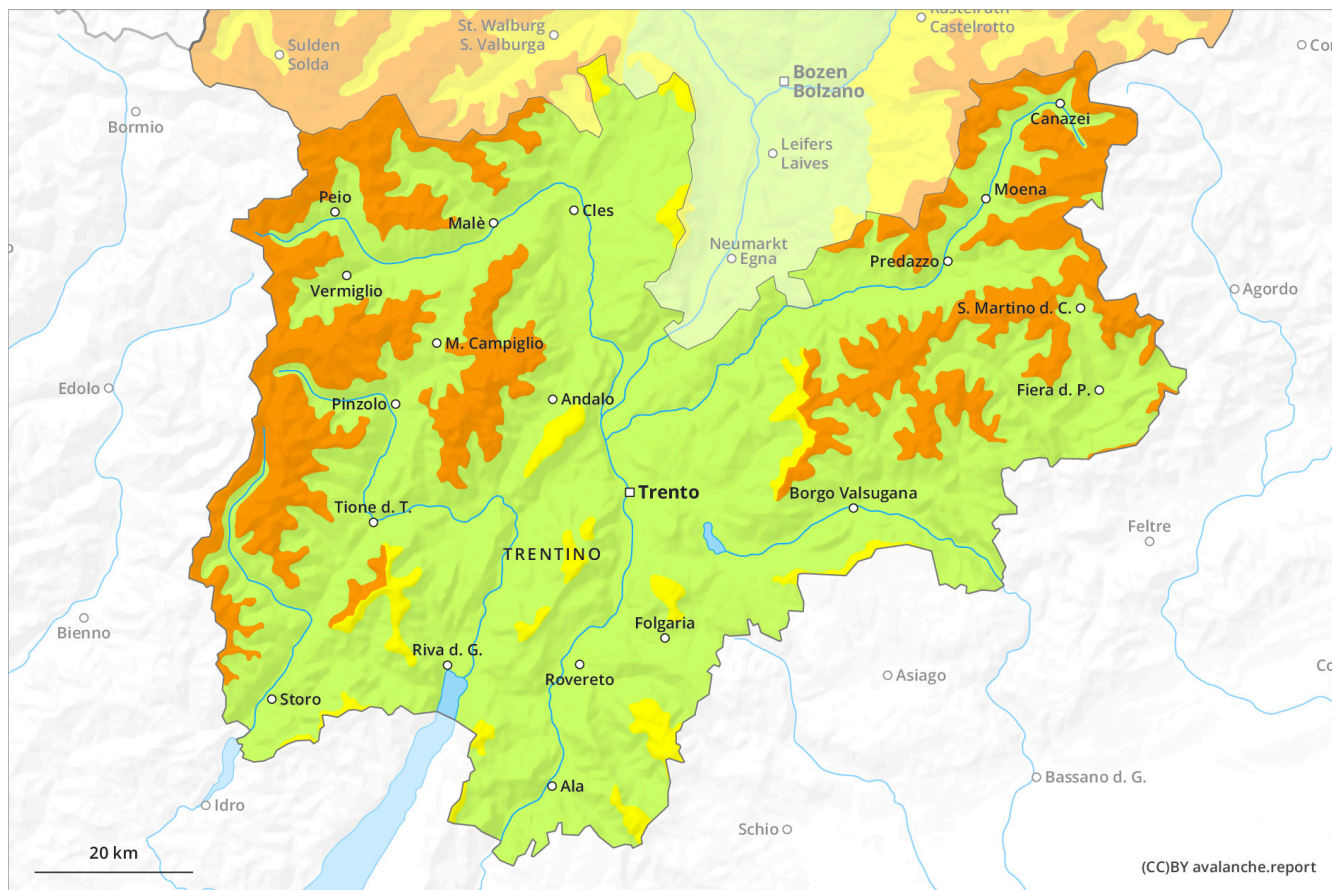 Kastelruth
Castelrotto
St. Walburg
S. Valburga
Sulden
Solda
Bozen
Bolzano
Bormio
Canazei
Leifers
Laives
Moena
Peio
Malè
Cles
Neumarkt
Egna
Predazzo
Vermiglio
Agordo
S. Martino d. C.
M. Campiglio
Edolo
Pinzolo
Andalo
Fiera d. P.
Trento
Borgo Valsugana
Tione d. T.
Feltre
TRENTINO
Bienno
Folgaria
Riva d. G.
Rovereto
Asiago
Storo
Ala
Bassano d. G.
Idro
Schio
20 km
(CC)BY avalanche.report